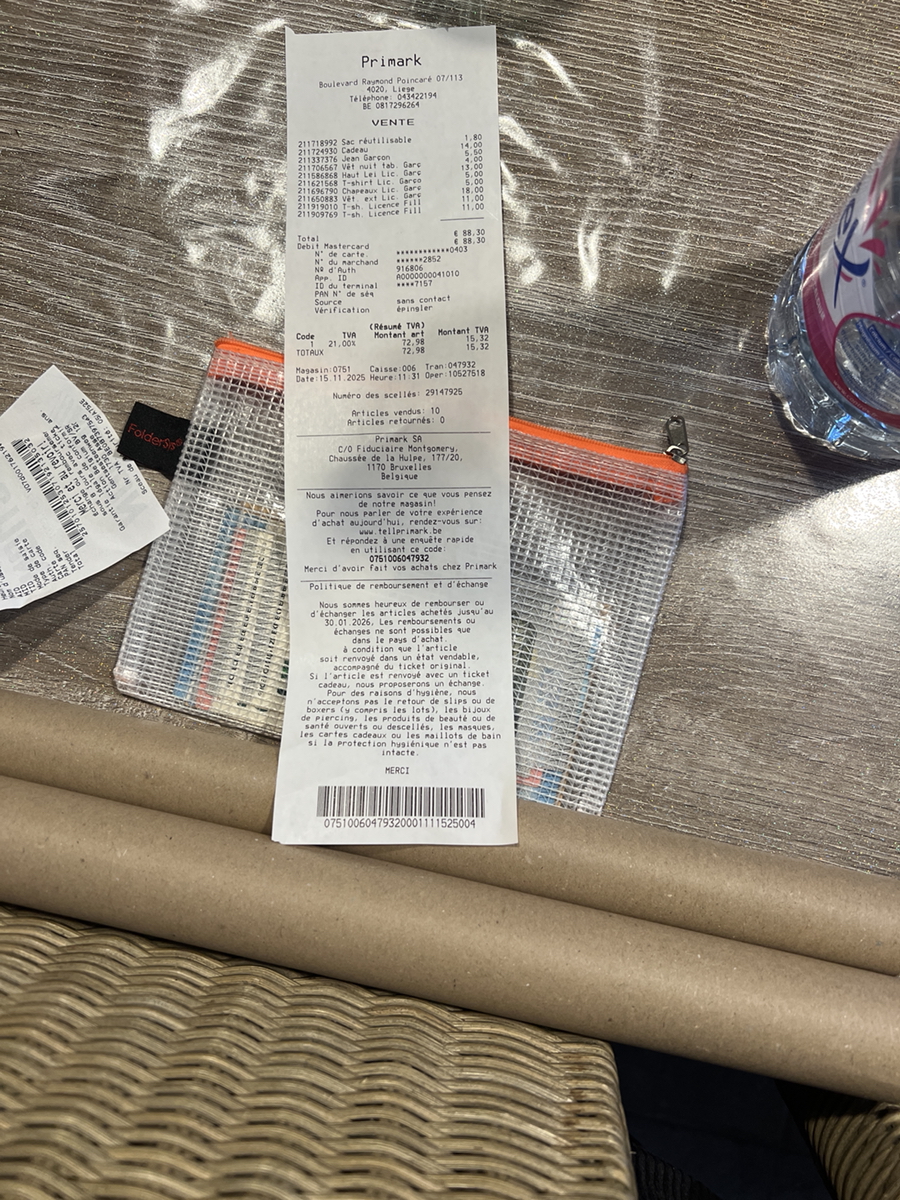 Primark
Boulevard Raymond Poincaré 07/113
4020, Liege
Téléphone: 043422194
BE 0817296264
VENTE
211718992 Sac réutilisable 1,80
211724930 Cadeau 14,00
211337376 Jean Garcon 5,50
211706567 Vêt nuit tab. Garc 4,00
211586868 Haut Lei Lic. Garc 13,00
211621568 T-shirt Lic. Garco 5,00
211696790 Chapeaux Lic. Garc 5,00
211650883 Vêt. ext Lic. Garc 18,00
211919010 T-sh. Licence Fill 11,00
211909769 T-sh. Licence Fill 11,00
Total € 88,30
Debit Mastercard € 88,30
N° de carte. ************0403
N° du marchand ******2852
Nº d'Auth 916806
App. ID A0000000041010
ID du terminal ****7157
PAN N° de séq
Source sans contact
Vérification épingler
(Résumé TVA)
Code TVA Montant art Montant TVA
1 21,00% 72,98 15,32
TOTAUX 72,98 15,32
Magasin:0751 Caisse:006 Tran:047932
Date:15.11.2025 Heure:11:31 Oper:10527518
Numéro des scellés: 29147925
Articles vendus: 10
Articles retournés: 0
Primark SA
C/O Fiduciaire Montgomery,
Chaussée de la Hulpe, 177/20,
1170 Bruxelles
Belgique
Nous aimerions savoir ce que vous pensez
de notre magasin!
Pour nous parler de votre expérience
d'achat aujourd'hui, rendez-vous sur:
www.tellprimark.be
Et répondez à une enquête rapide
en utilisant ce code:
0751006047932
Merci d'avoir fait vos achats chez Primark
Politique de remboursement et d'échange
Nous sommes heureux de rembourser ou
d'échanger les articles achetés jusqu'au
30.01.2026. Les remboursements ou
échanges ne sont possibles que
dans le pays d'achat.
à condition que l'article
soit renvoyé dans un état vendable,
accompagné du ticket original.
Si l'article est renvoyé avec un ticket
cadeau, nous proposerons un échange.
Pour des raisons d'hygiène, nous
n'acceptons pas le retour de slips ou de
boxers (y compris les lots), les bijoux
de piercing, les produits de beauté ou de
santé ouverts ou descellés, les masques,
les cartes cadeaux ou les maillots de bain
si la protection hygiénique n'est pas
intacte.
MERCI
07510060479320001111525004
FolderSys
Merci et au revoir!